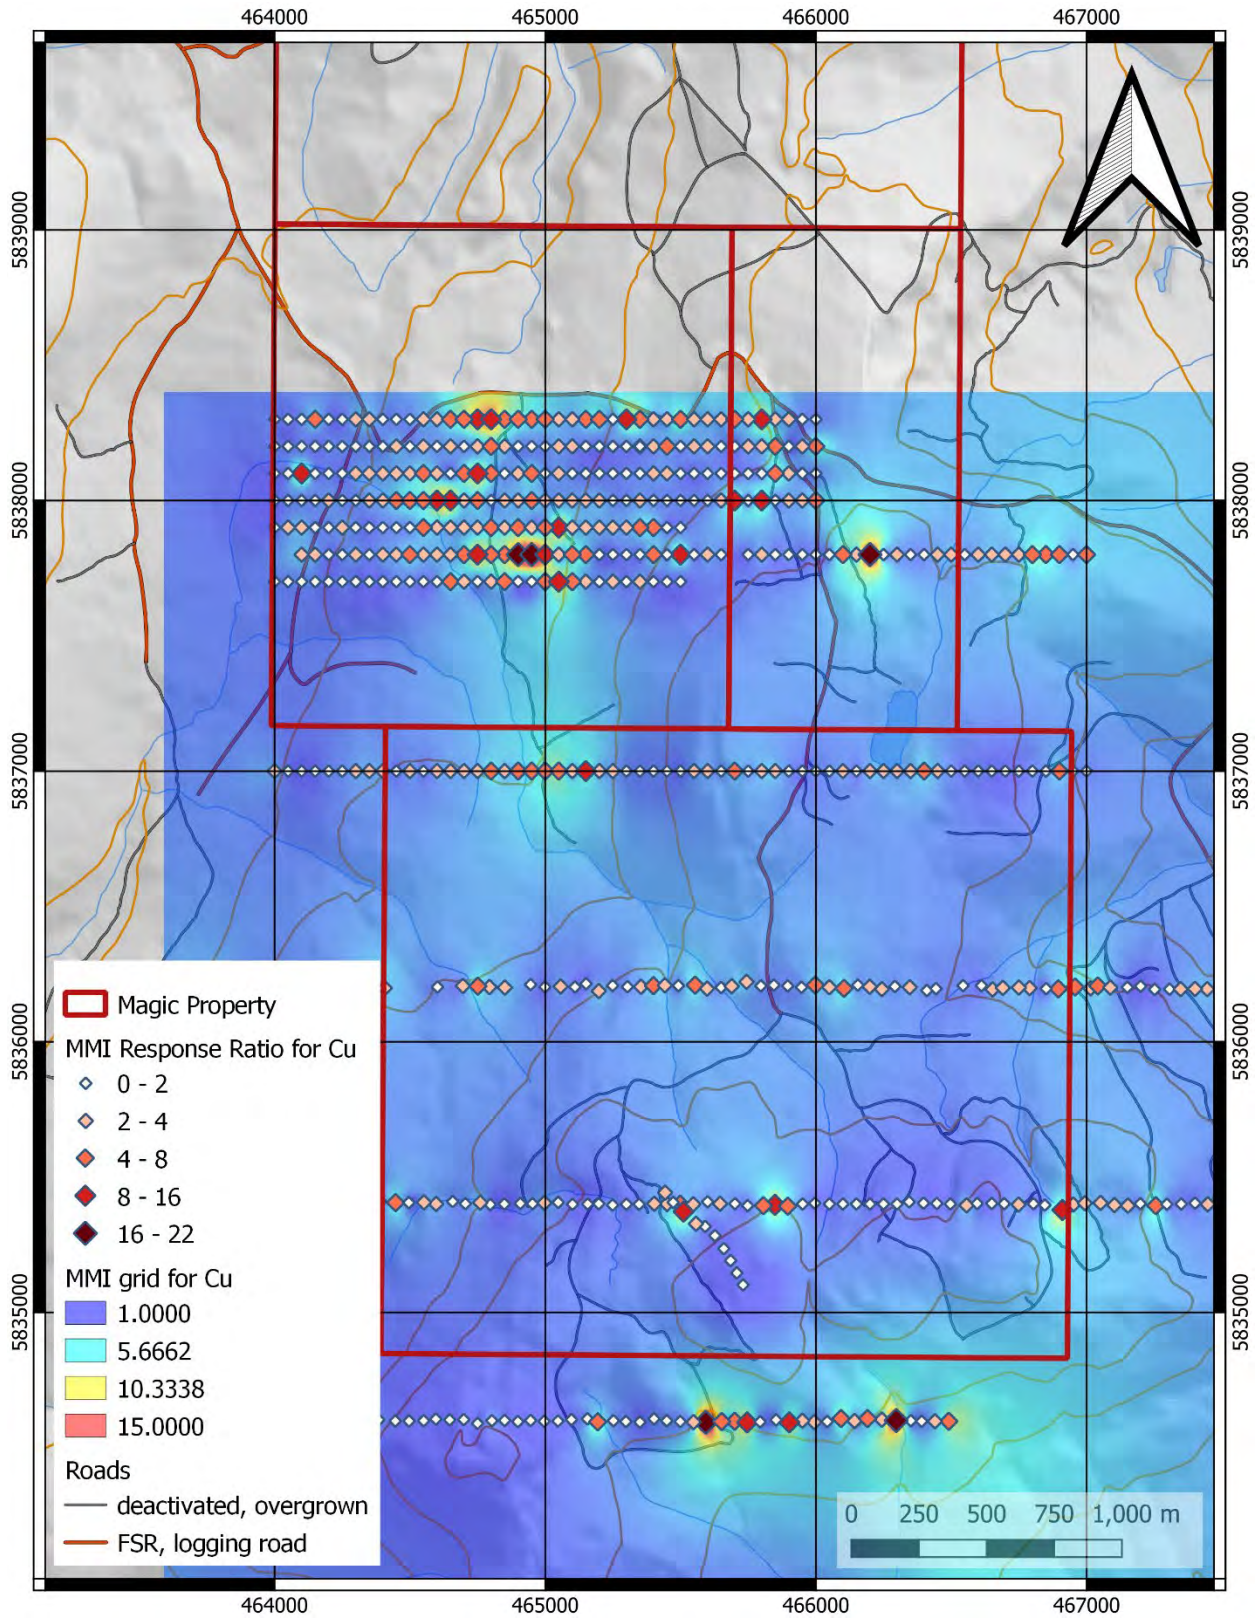 464000 465000 466000 467000
5839000 5839000
5838000 5838000
5837000 5837000
5836000 5836000
5835000 5835000
Magic Property
MMI Response Ratio for Cu
0 - 2
2 - 4
4 - 8
8 - 16
16 - 22
MMI grid for Cu
1.0000
5.6662
10.3338
15.0000
Roads
deactivated, overgrown
FSR, logging road
0 250 500 750 1,000 m
464000 465000 466000 467000